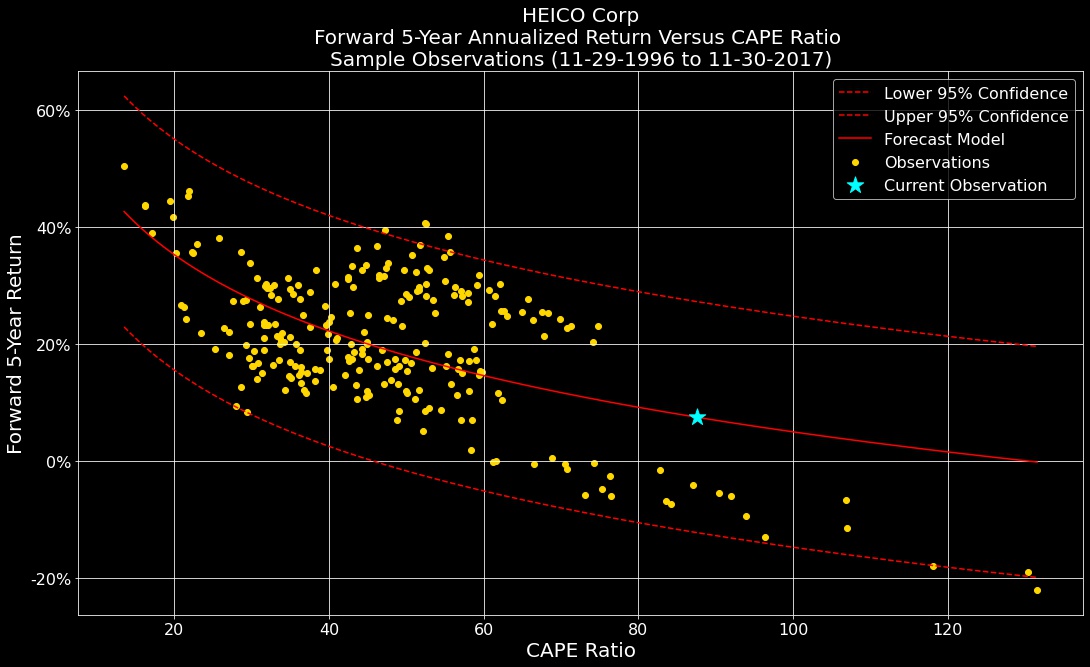 HEICO Corp
Forward 5-Year Annualized Return Versus CAPE Ratio
Sample Observations (11-29-1996 to 11-30-2017)
Lower 95% Confidence
Upper 95% Confidence
Forecast Model
Observations
Current Observation
Forward 5-Year Return
60%
40%
20%
0%
-20%
20 40 60 80 100 120
CAPE Ratio